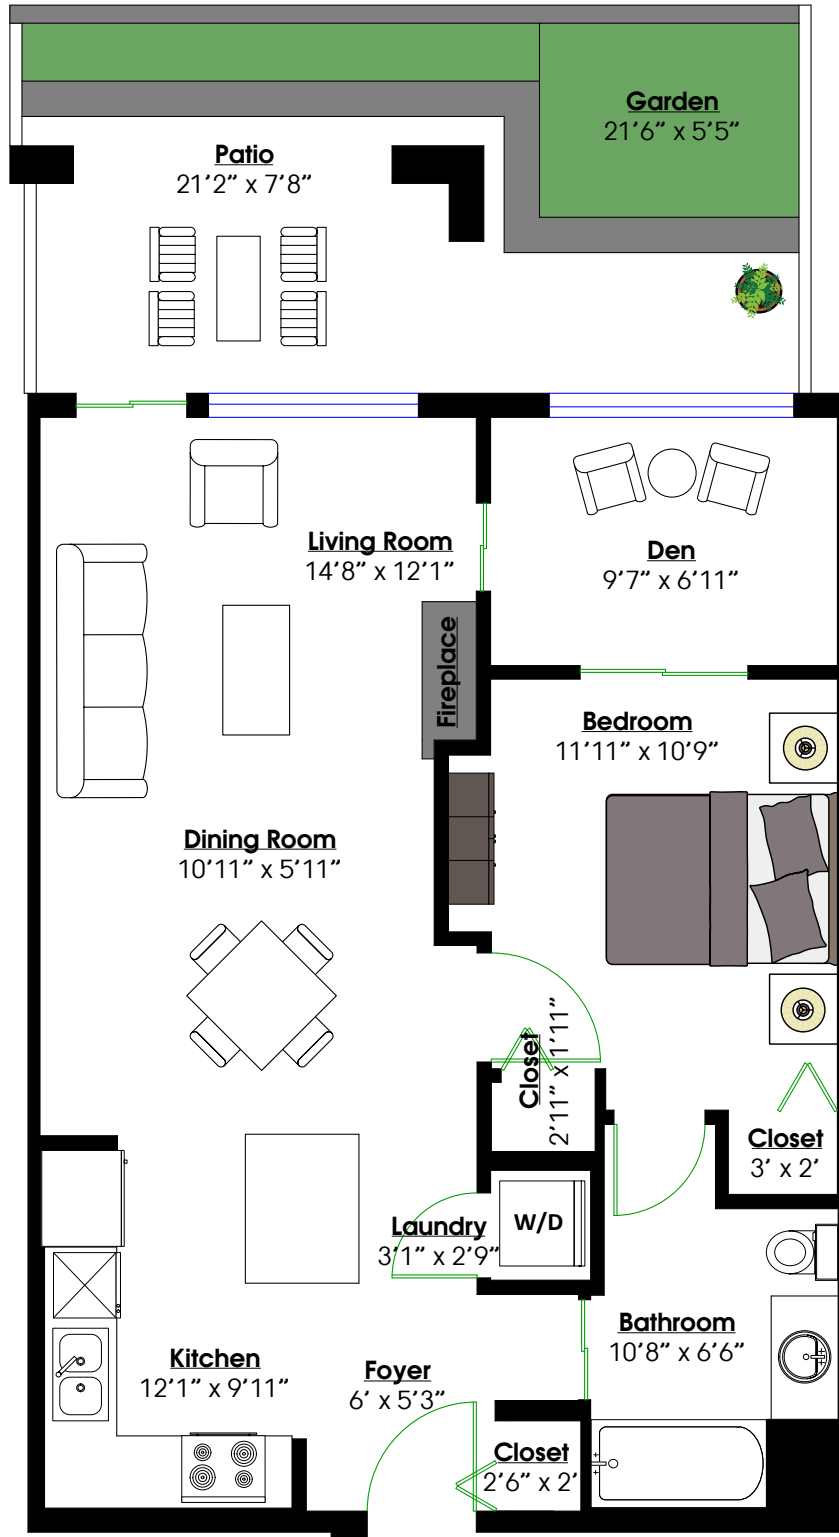 Garden
21'6" x 5'5"
Patio
21'2" x 7'8"
Living Room
14'8" x 12'1"
Den
9'7" x 6'11"
Fireplace
Bedroom
11'11" x 10'9"
Dining Room
10'11" x 5'11"
Closet
2'11" x 1'11"
Closet
3' x 2'
Laundry
3'1" x 2'9"
W/D
Bathroom
10'8" x 6'6"
Kitchen
12'1" x 9'11"
Foyer
6' x 5'3"
Closet
2'6" x 2'